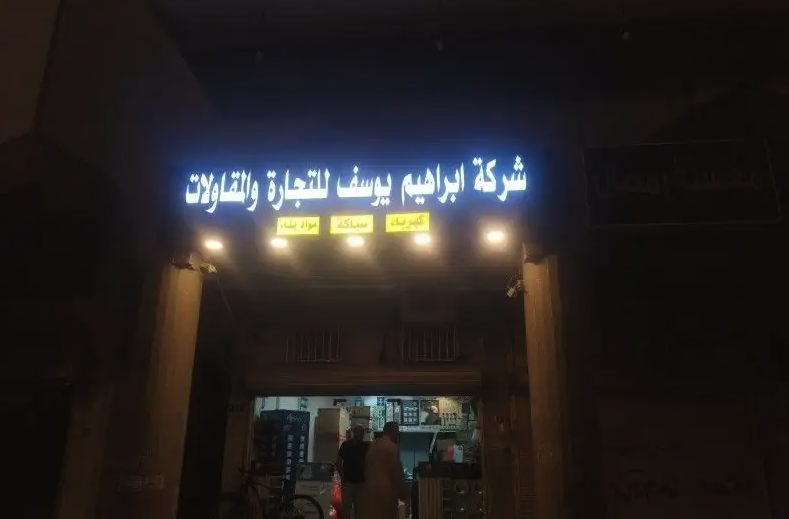 شركة ابراهيم يوسف للتجارة والمقاولات
كهرباء سباكة مواد بناء